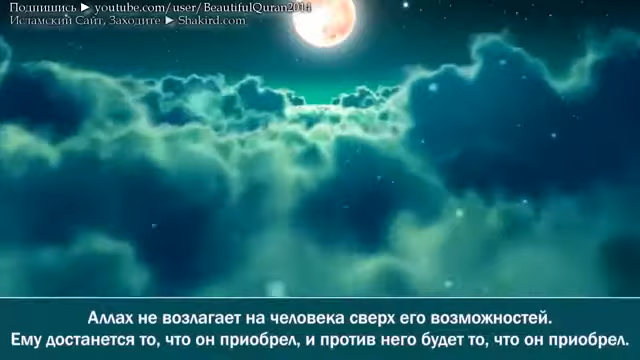 Подпишись ► youtube.com/user/BeautifulQuran2014
Исламский Сайт, Заходите ► Shakird.com
Аллах не возлагает на человека сверх его возможностей.
Ему достанется то, что он приобрел, и против него будет то, что он приобрел.